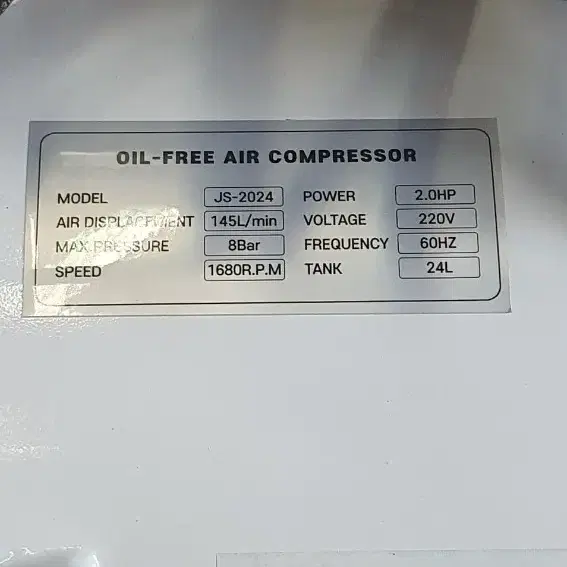 OIL-FREE AIR COMPRESSOR
MODEL JS-2024 POWER 2.0HP
AIR DISPLACEMENT 145L/min VOLTAGE 220V
MAX.PRESSURE 8Bar FREQUENCY 60HZ
SPEED 1680R.P.M TANK 24L